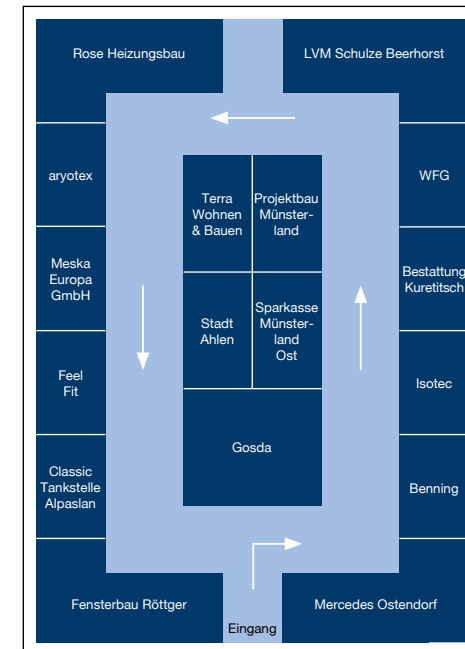 Rose Heizungsbau
LVM Schulze Beerhorst
aryotex
WFG
Terra
Wohnen
& Bauen
Projektbau
Münster-
land
Meska
Europa
GmbH
Bestattung
Kuretitsch
Stadt
Ahlen
Sparkasse
Münster-
land
Ost
Feel
Fit
Isotec
Gosda
Classic
Tankstelle
Alpaslan
Benning
Fensterbau Röttger
Mercedes Ostendorf
Eingang